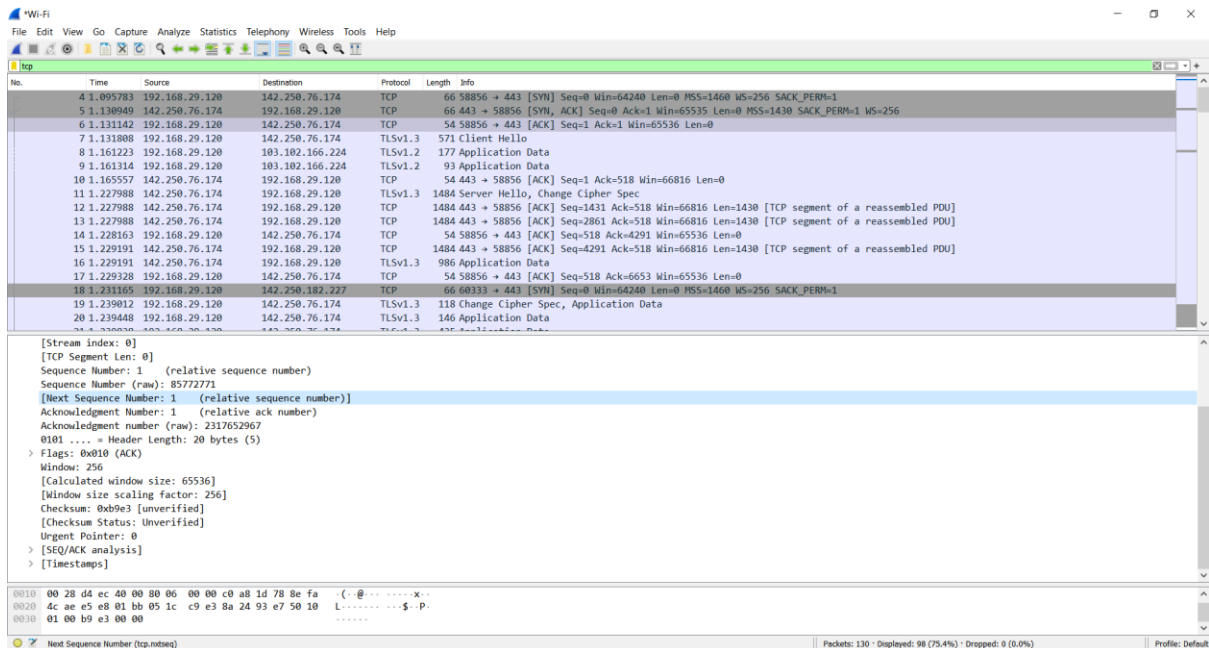 *Wi-Fi
File Edit View Go Capture Analyze Statistics Telephony Wireless Tools Help
tcp
No. Time Source Destination Protocol Length Info
4 1.095783 192.168.29.120 142.250.76.174 TCP 66 58856 → 443 [SYN] Seq=0 Win=64240 Len=0 MSS=1460 WS=256 SACK_PERM=1
5 1.130949 142.250.76.174 192.168.29.120 TCP 66 443 → 58856 [SYN, ACK] Seq=0 Ack=1 Win=65535 Len=0 MSS=1430 SACK_PERM=1 WS=256
6 1.131142 192.168.29.120 142.250.76.174 TCP 54 58856 → 443 [ACK] Seq=1 Ack=1 Win=65536 Len=0
7 1.131808 192.168.29.120 142.250.76.174 TLSv1.3 571 Client Hello
8 1.161223 192.168.29.120 103.102.166.224 TLSv1.2 177 Application Data
9 1.161314 192.168.29.120 103.102.166.224 TLSv1.2 93 Application Data
10 1.165557 142.250.76.174 192.168.29.120 TCP 54 443 → 58856 [ACK] Seq=1 Ack=518 Win=66816 Len=0
11 1.227988 142.250.76.174 192.168.29.120 TLSv1.3 1484 Server Hello, Change Cipher Spec
12 1.227988 142.250.76.174 192.168.29.120 TCP 1484 443 → 58856 [ACK] Seq=1431 Ack=518 Win=66816 Len=1430 [TCP segment of a reassembled PDU]
13 1.227988 142.250.76.174 192.168.29.120 TCP 1484 443 → 58856 [ACK] Seq=2861 Ack=518 Win=66816 Len=1430 [TCP segment of a reassembled PDU]
14 1.228163 192.168.29.120 142.250.76.174 TCP 54 58856 → 443 [ACK] Seq=518 Ack=4291 Win=65536 Len=0
15 1.229191 142.250.76.174 192.168.29.120 TCP 1484 443 → 58856 [ACK] Seq=4291 Ack=518 Win=66816 Len=1430 [TCP segment of a reassembled PDU]
16 1.229191 142.250.76.174 192.168.29.120 TLSv1.3 986 Application Data
17 1.229328 192.168.29.120 142.250.76.174 TCP 54 58856 → 443 [ACK] Seq=518 Ack=6653 Win=65536 Len=0
18 1.231165 192.168.29.120 142.250.182.227 TCP 66 60333 → 443 [SYN] Seq=0 Win=64240 Len=0 MSS=1460 WS=256 SACK_PERM=1
19 1.239012 192.168.29.120 142.250.76.174 TLSv1.3 118 Change Cipher Spec, Application Data
20 1.239448 192.168.29.120 142.250.76.174 TLSv1.3 146 Application Data
[Stream index: 0]
[TCP Segment Len: 0]
Sequence Number: 1 (relative sequence number)
Sequence Number (raw): 85772771
[Next Sequence Number: 1 (relative sequence number)]
Acknowledgment Number: 1 (relative ack number)
Acknowledgment number (raw): 2317652967
0101 .... = Header Length: 20 bytes (5)
> Flags: 0x010 (ACK)
Window: 256
[Calculated window size: 65536]
[Window size scaling factor: 256]
Checksum: 0xb9e3 [unverified]
[Checksum Status: Unverified]
Urgent Pointer: 0
> [SEQ/ACK analysis]
> [Timestamps]
0010 00 28 d4 ec 40 00 80 06 00 00 c0 a8 1d 78 8e fa ·(··@··· ·····x··
0020 4c ae e5 e8 01 bb 05 1c c9 e3 8a 24 93 e7 50 10 L······· ···$··P·
0030 01 00 b9 e3 00 00 ······
Next Sequence Number (tcp.nxtseq) Packets: 130 · Displayed: 98 (75.4%) · Dropped: 0 (0.0%) Profile: Default